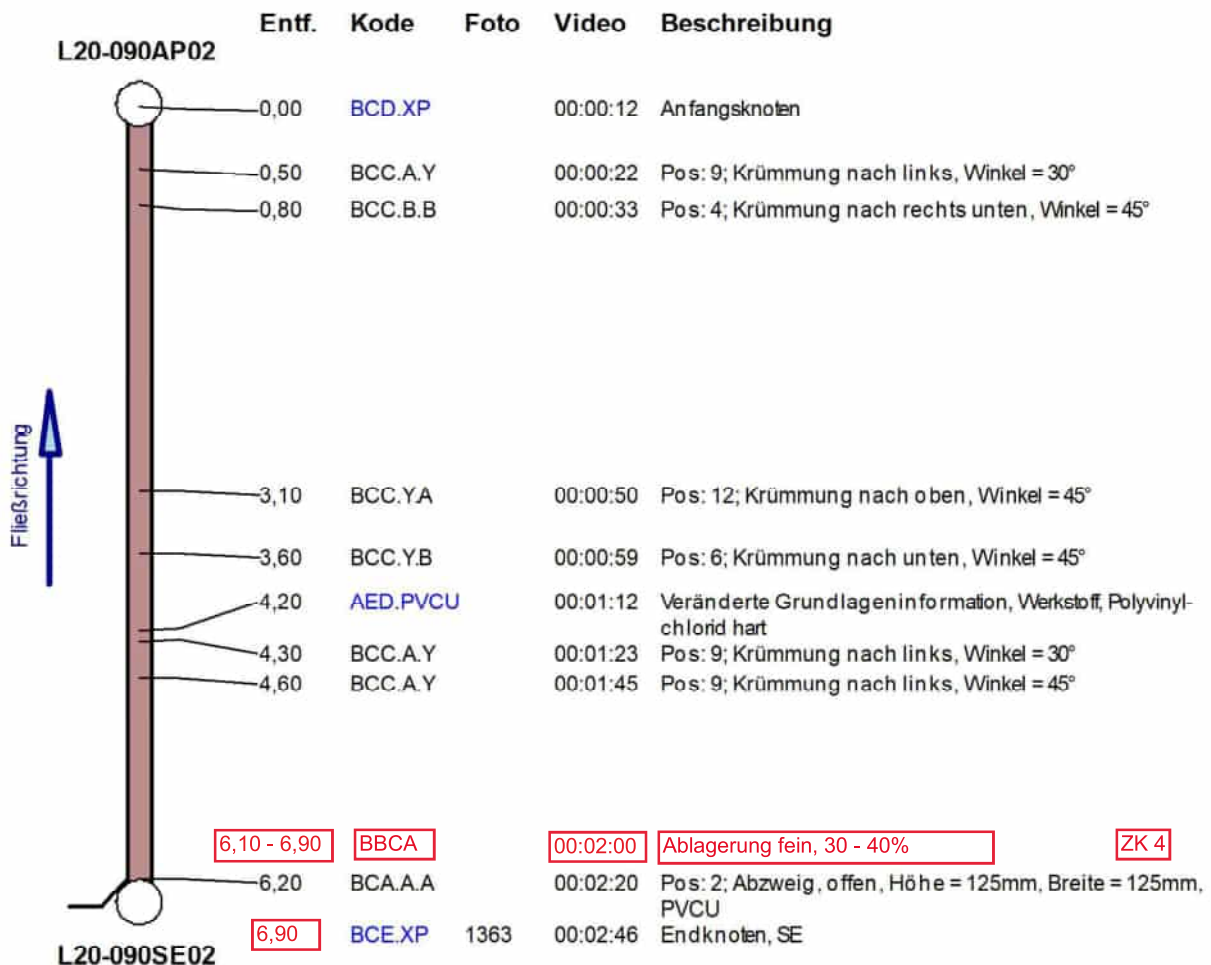 Entf. Kode Foto Video Beschreibung
L20-090AP02
0,00 BCD.XP 00:00:12 Anfangsknoten
0,50 BCC.A.Y 00:00:22 Pos: 9; Krümmung nach links, Winkel = 30°
0,80 BCC.B.B 00:00:33 Pos: 4; Krümmung nach rechts unten, Winkel = 45°
Fließrichtung
3,10 BCC.Y.A 00:00:50 Pos: 12; Krümmung nach oben, Winkel = 45°
3,60 BCC.Y.B 00:00:59 Pos: 6; Krümmung nach unten, Winkel = 45°
4,20 AED.PVCU 00:01:12 Veränderte Grundlageninformation, Werkstoff, Polyvinyl-
chlorid hart
4,30 BCC.A.Y 00:01:23 Pos: 9; Krümmung nach links, Winkel = 30°
4,60 BCC.A.Y 00:01:45 Pos: 9; Krümmung nach links, Winkel = 45°
6,10 - 6,90 BBCA 00:02:00 Ablagerung fein, 30 - 40% ZK 4
6,20 BCA.A.A 00:02:20 Pos: 2; Abzweig, offen, Höhe = 125mm, Breite = 125mm,
PVCU
6,90 BCE.XP 1363 00:02:46 Endknoten, SE
L20-090SE02